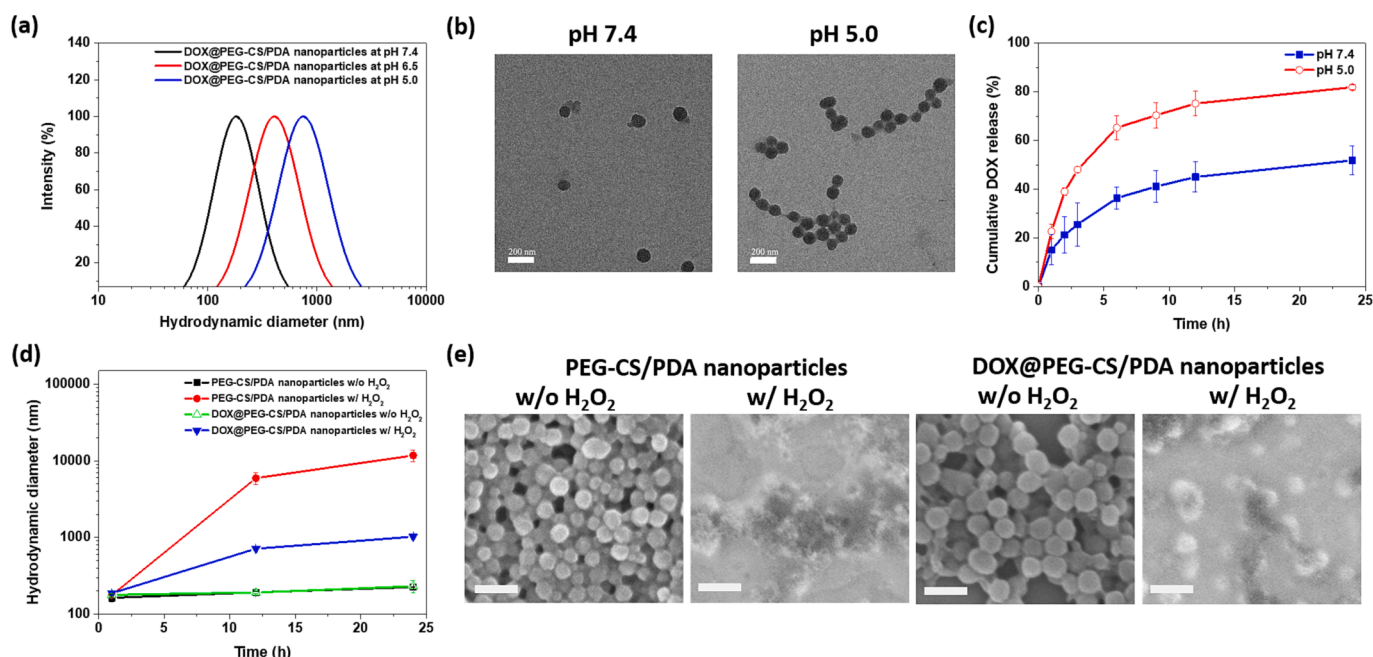 (a)
DOX@PEG-CS/PDA nanoparticles at pH 7.4
DOX@PEG-CS/PDA nanoparticles at pH 6.5
DOX@PEG-CS/PDA nanoparticles at pH 5.0
140
120
100
80
60
40
20
Intensity (%)
10
100
1000
10000
Hydrodynamic diameter (nm)
(b)
pH 7.4
pH 5.0
200 nm
200 nm
(c)
pH 7.4
pH 5.0
100
80
60
40
20
0
Cumulative DOX release (%)
0
5
10
15
20
25
Time (h)
(d)
PEG-CS/PDA nanoparticles w/o H₂O₂
PEG-CS/PDA nanoparticles w/ H₂O₂
DOX@PEG-CS/PDA nanoparticles w/o H₂O₂
DOX@PEG-CS/PDA nanoparticles w/ H₂O₂
100000
10000
1000
100
Hydrodynamic diameter (nm)
0
5
10
15
20
25
Time (h)
(e)
PEG-CS/PDA nanoparticles
w/o H₂O₂
w/ H₂O₂
DOX@PEG-CS/PDA nanoparticles
w/o H₂O₂
w/ H₂O₂